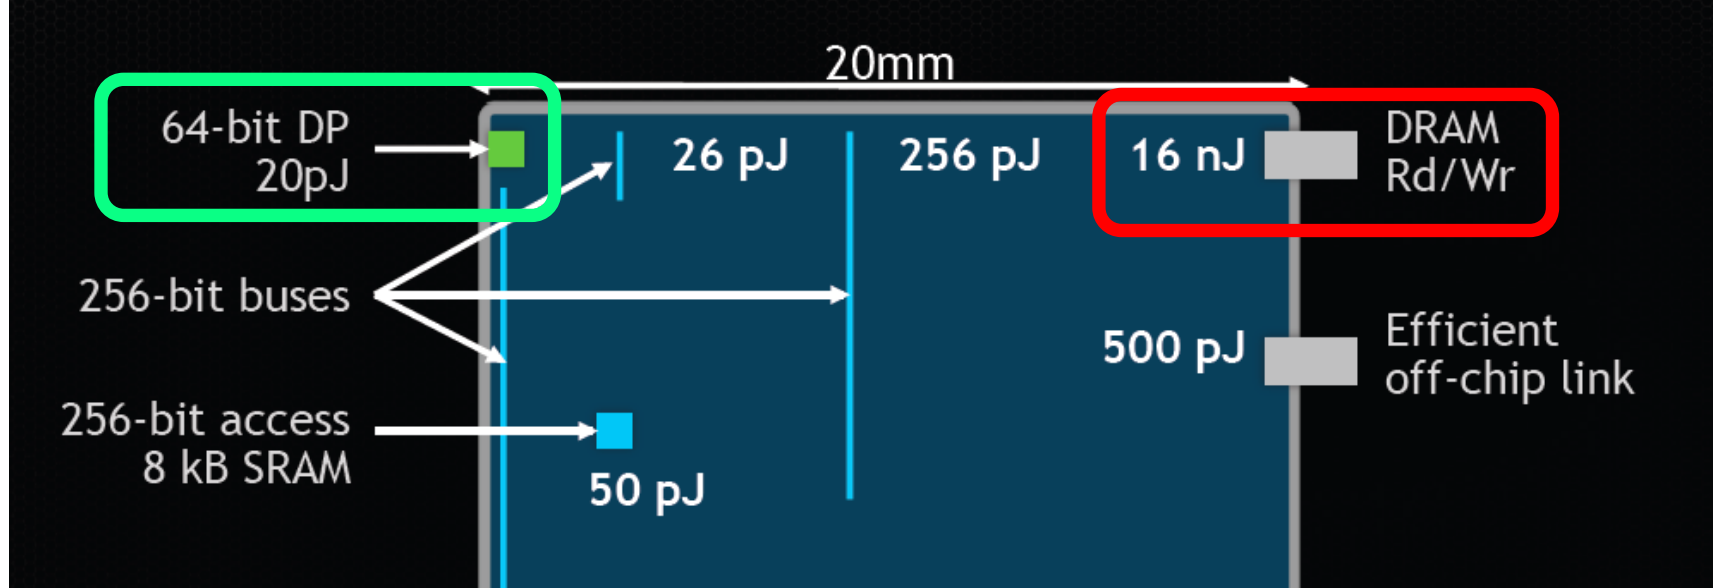 20mm
64-bit DP
20pJ
26 pJ
256 pJ
16 nJ
DRAM
Rd/Wr
256-bit buses
500 pJ
Efficient
off-chip link
256-bit access
8 kB SRAM
50 pJ